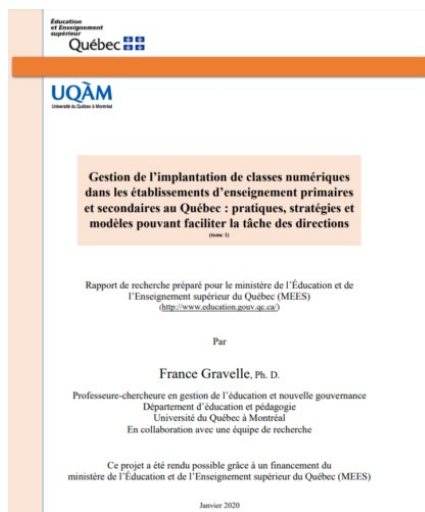 Éducation
et Enseignement
supérieur
Québec
UQÀM
Université du Québec à Montréal
Gestion de l'implantation de classes numériques
dans les établissements d'enseignement primaires
et secondaires au Québec : pratiques, stratégies et
modèles pouvant faciliter la tâche des directions
Rapport de recherche préparé pour le ministère de l'Éducation et de
l'Enseignement supérieur du Québec (MEES)
(http://www.education.gouv.qc.ca/)
Par
France Gravelle, Ph. D.
Professeure-chercheure en gestion de l'éducation et nouvelle gouvernance
Département d'éducation et pédagogie
Université du Québec à Montréal
En collaboration avec une équipe de recherche
Ce projet a été rendu possible grâce à un financement du
ministère de l'Éducation et de l'Enseignement supérieur du Québec (MEES)
Janvier 2020